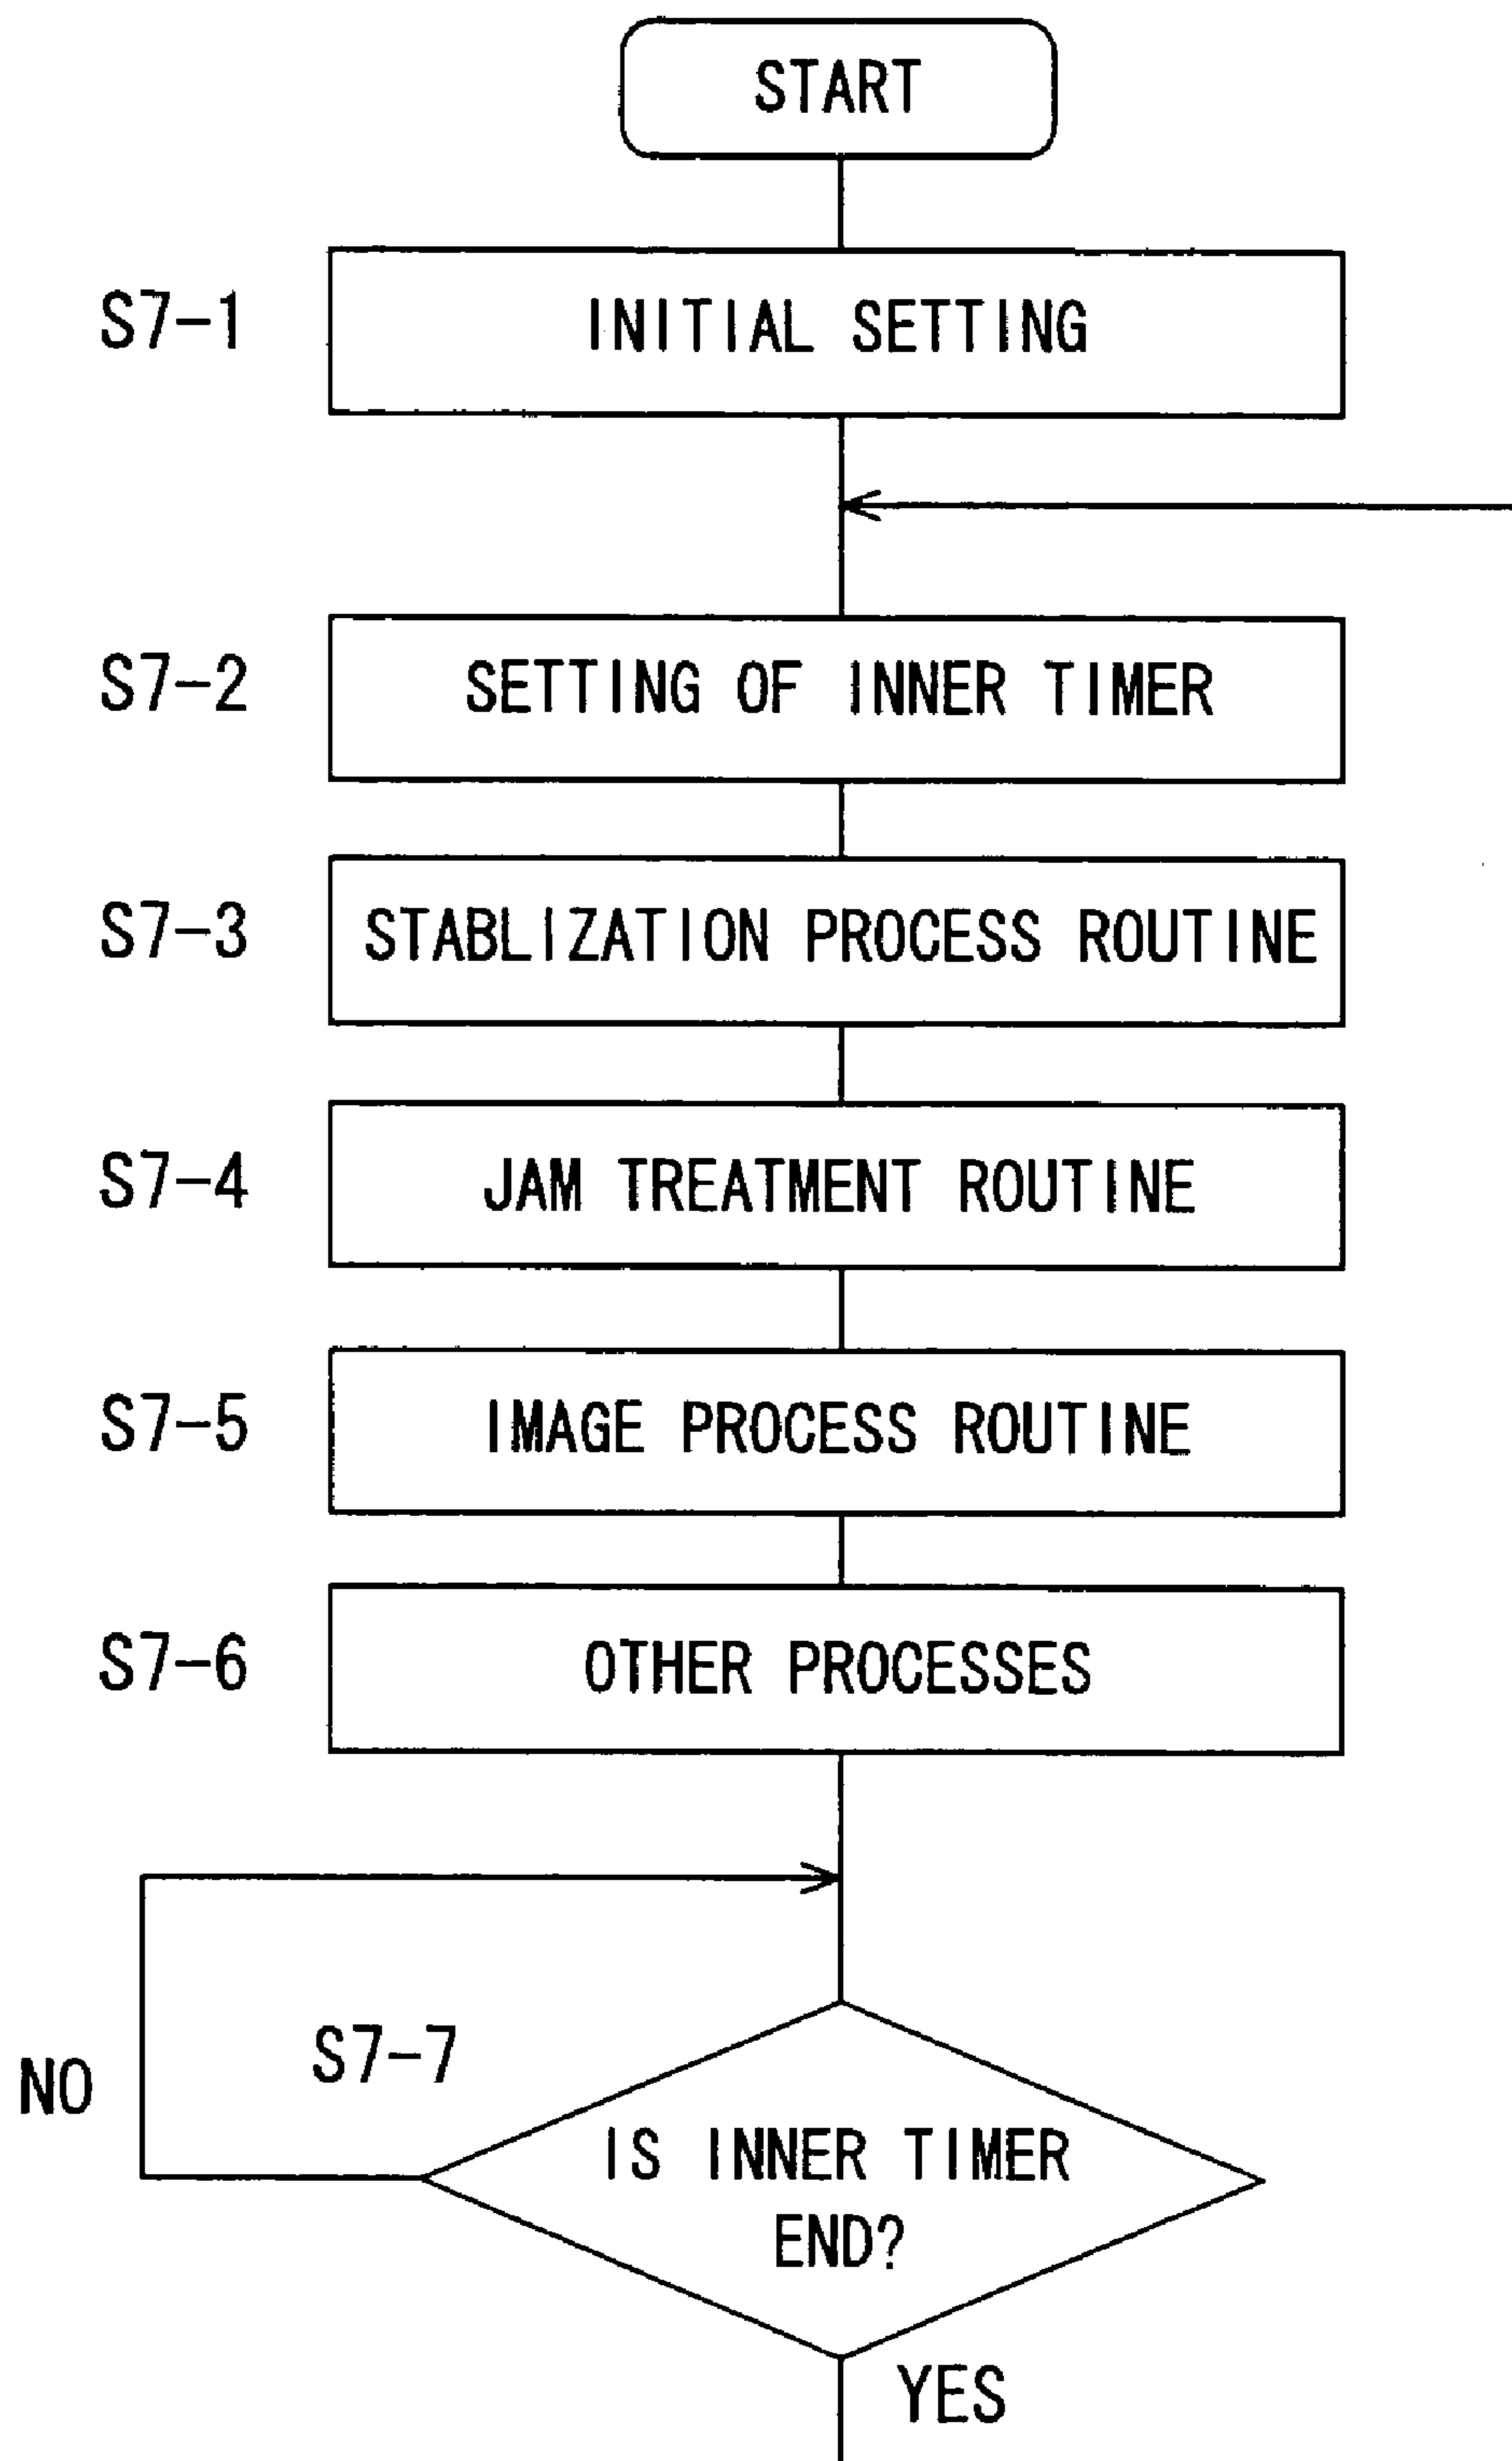 START
S7-1 INITIAL SETTING
S7-2 SETTING OF INNER TIMER
S7-3 STABLIZATION PROCESS ROUTINE
S7-4 JAM TREATMENT ROUTINE
S7-5 IMAGE PROCESS ROUTINE
S7-6 OTHER PROCESSES
S7-7
NO
IS INNER TIMER
END?
YES